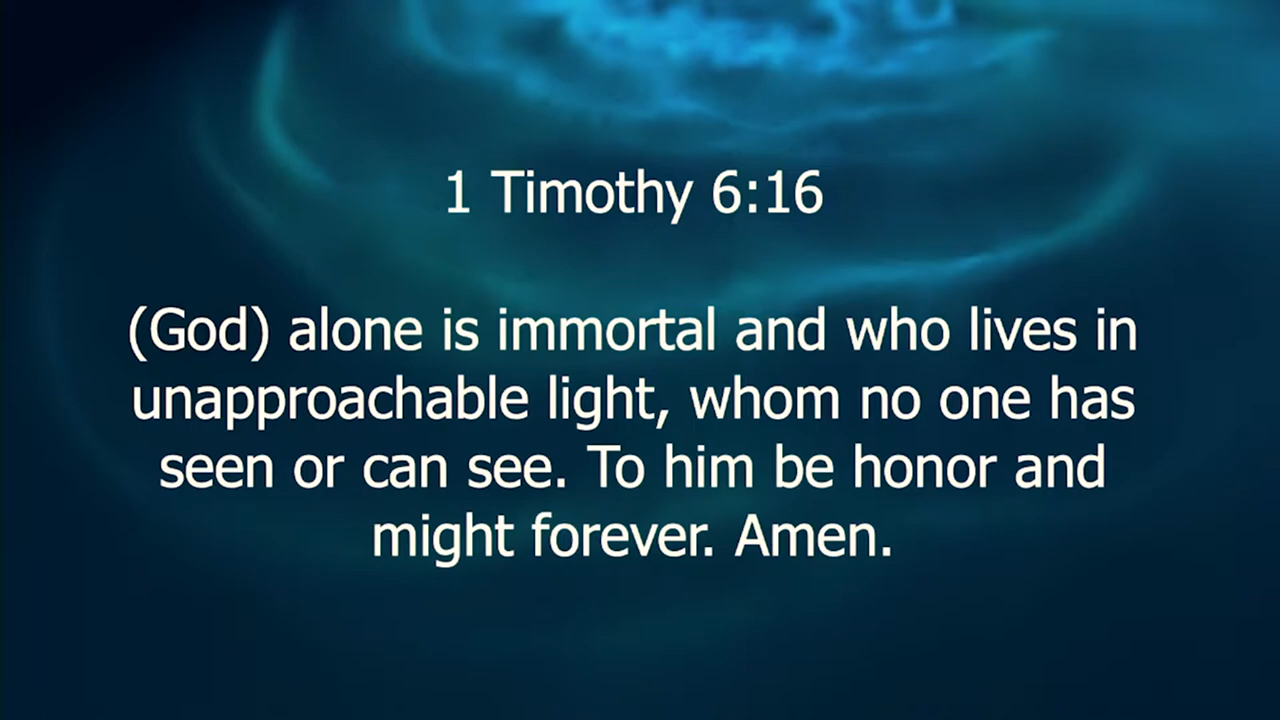 1 Timothy 6:16
(God) alone is immortal and who lives in
unapproachable light, whom no one has
seen or can see. To him be honor and
might forever. Amen.